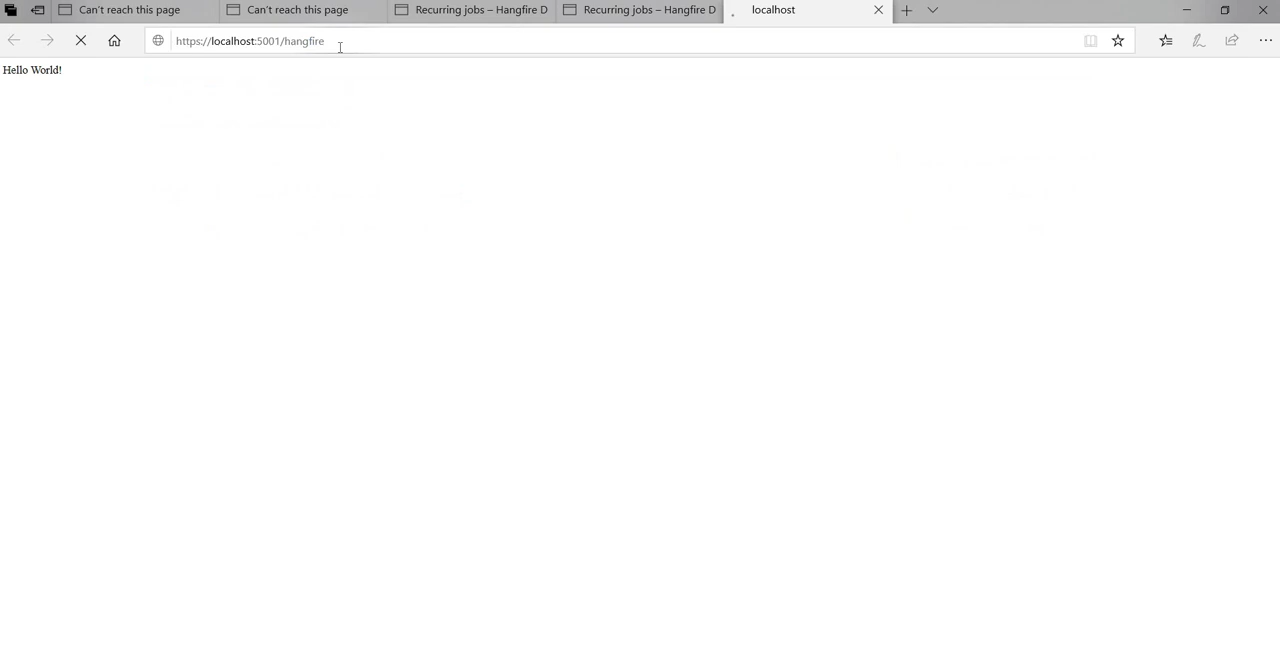 Can't reach this page
Can't reach this page
Recurring jobs – Hangfire D
Recurring jobs – Hangfire D
localhost
https://localhost:5001/hangfire
Hello World!